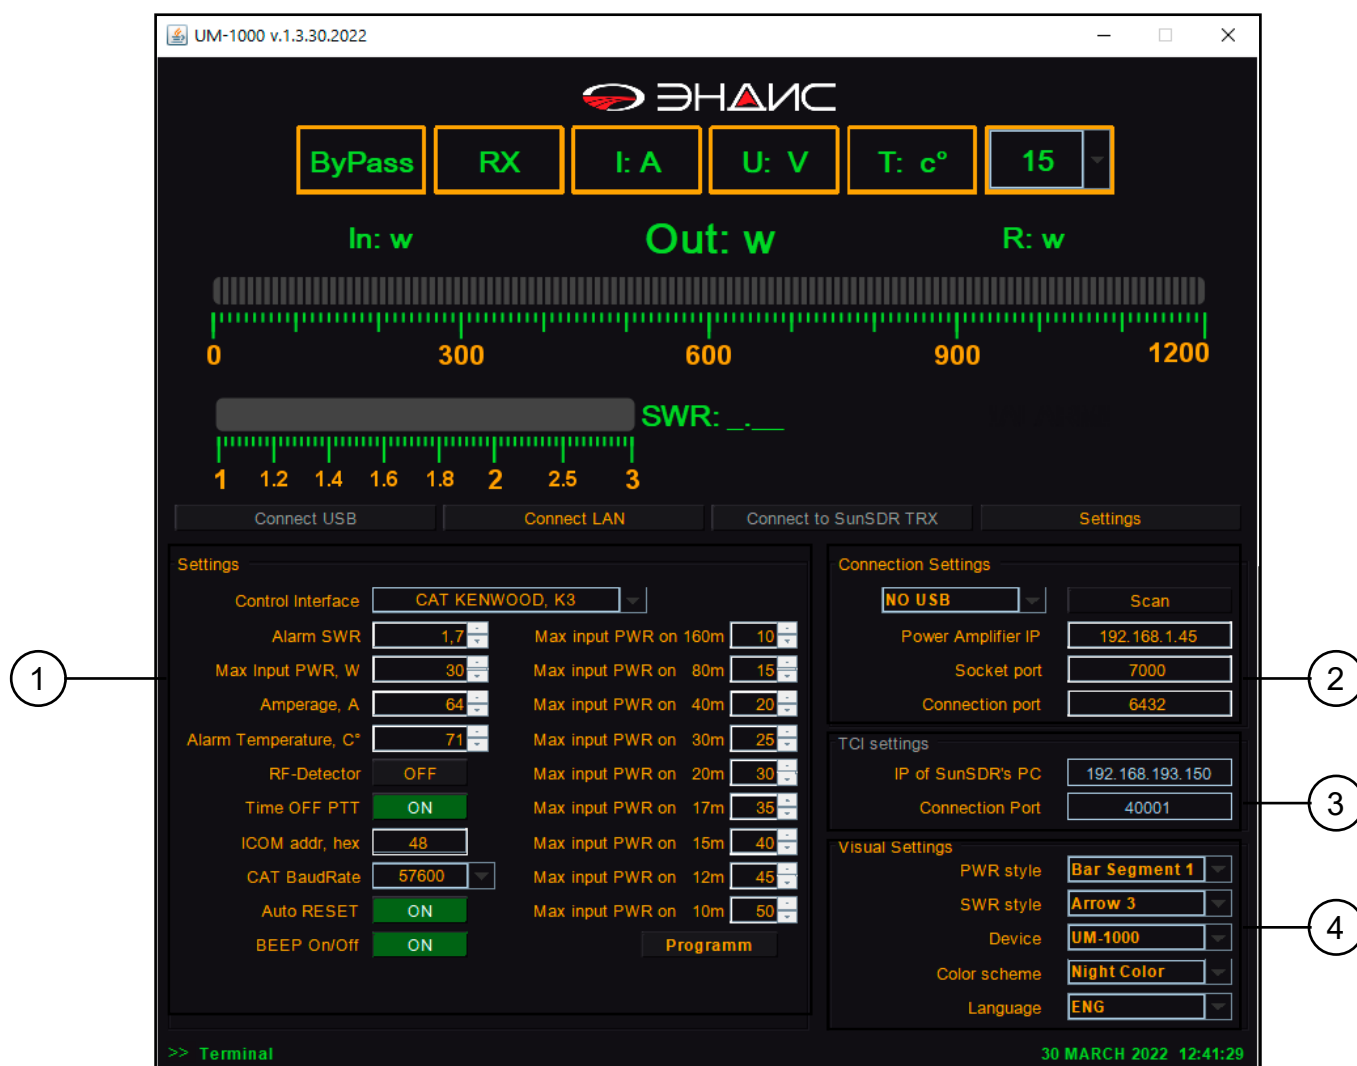 UM-1000 v.1.3.30.2022
ЭНДИС
ByPass RX I: A U: V T: c° 15
In: w Out: w R: w
0 300 600 900 1200
SWR: _.__
1 1.2 1.4 1.6 1.8 2 2.5 3
Connect USB Connect LAN Connect to SunSDR TRX Settings
Settings
Control Interface CAT KENWOOD, K3
Alarm SWR 1,7 Max input PWR on 160m 10
Max Input PWR, W 30 Max input PWR on 80m 15
Amperage, A 64 Max input PWR on 40m 20
Alarm Temperature, C° 71 Max input PWR on 30m 25
RF-Detector OFF Max input PWR on 20m 30
Time OFF PTT ON Max input PWR on 17m 35
ICOM addr, hex 48 Max input PWR on 15m 40
CAT BaudRate 57600 Max input PWR on 12m 45
Auto RESET ON Max input PWR on 10m 50
BEEP On/Off ON Programm
1
Connection Settings
NO USB Scan
Power Amplifier IP 192.168.1.45
Socket port 7000
Connection port 6432
2
TCI settings
IP of SunSDR's PC 192.168.193.150
Connection Port 40001
3
Visual Settings
PWR style Bar Segment 1
SWR style Arrow 3
Device UM-1000
Color scheme Night Color
Language ENG
4
>> Terminal 30 MARCH 2022 12:41:29